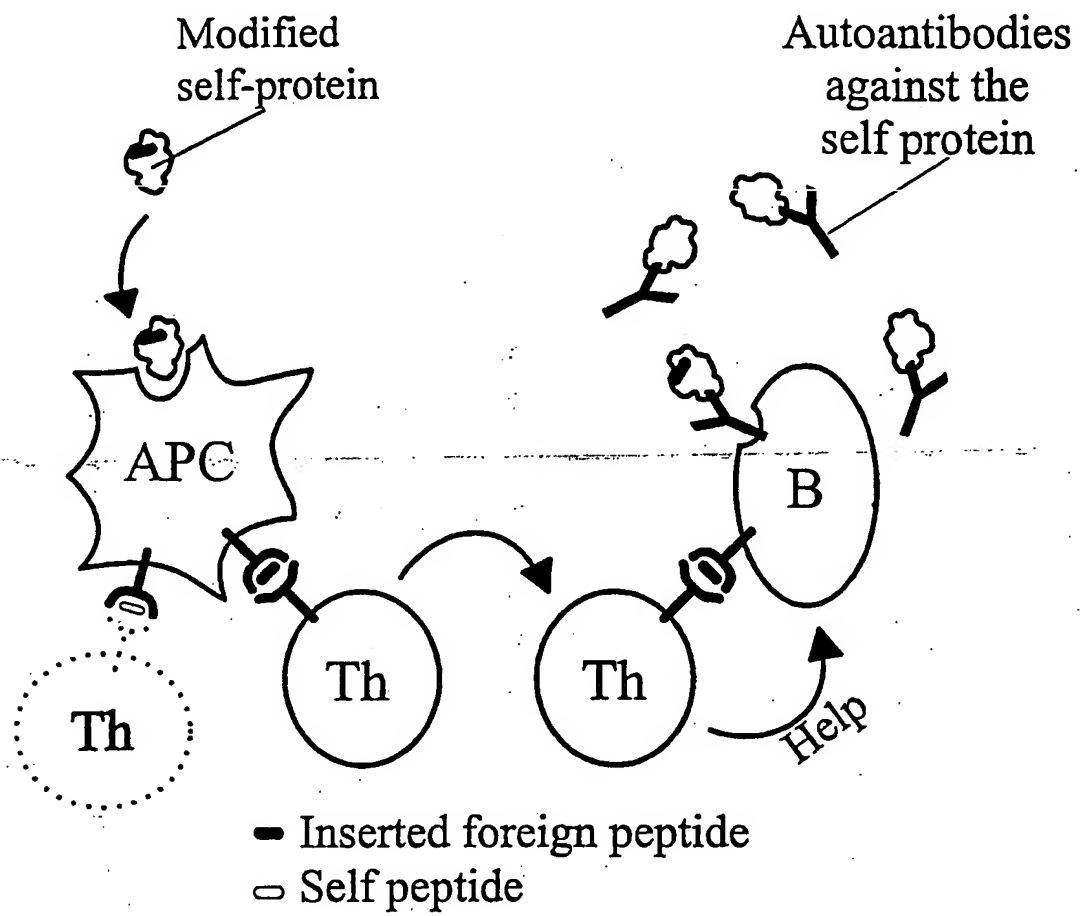 Modified
self-protein
Autoantibodies
against the
self protein
APC
B
Th
Th
Th
Help
Inserted foreign peptide
Self peptide